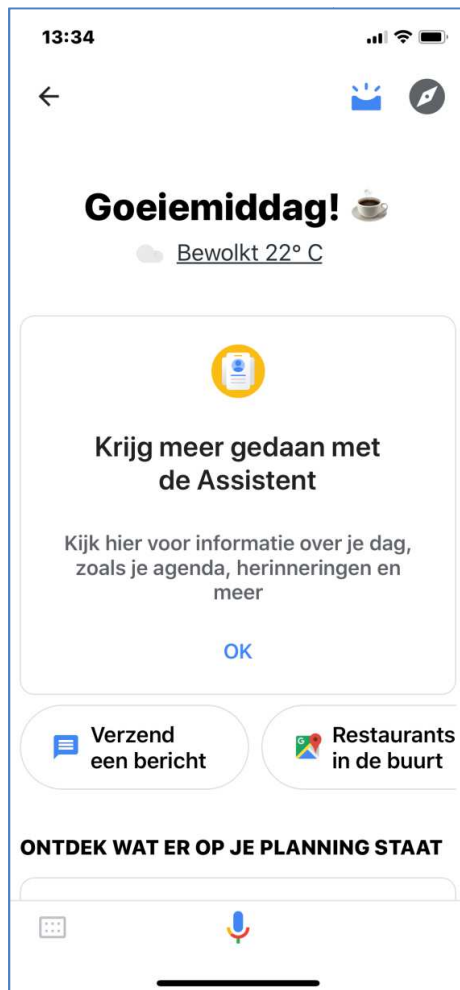 13:34
Goeiemiddag!
Bewolkt 22° C
Krijg meer gedaan met
de Assistent
Kijk hier voor informatie over je dag,
zoals je agenda, herinneringen en
meer
OK
Verzend
een bericht
Restaurants
in de buurt
ONTDEK WAT ER OP JE PLANNING STAAT